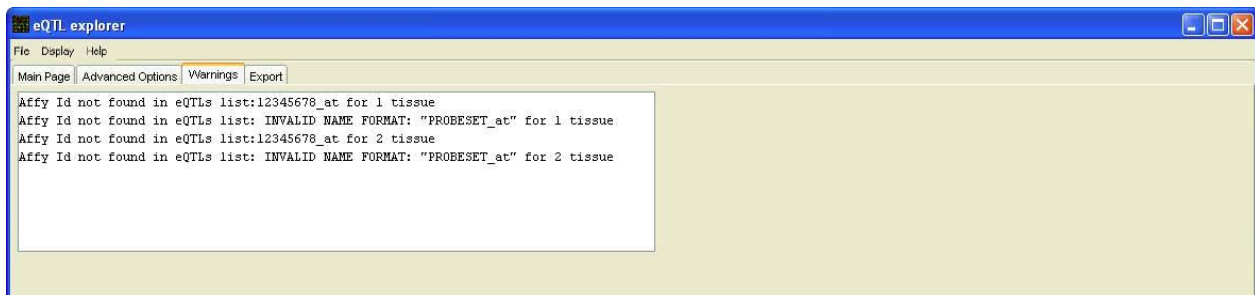 eQTL explorer
File Display Help
Main Page Advanced Options Warnings Export
Affy Id not found in eQTLs list:12345678_at for 1 tissue
Affy Id not found in eQTLs list: INVALID NAME FORMAT: "PROBESET_at" for 1 tissue
Affy Id not found in eQTLs list:12345678_at for 2 tissue
Affy Id not found in eQTLs list: INVALID NAME FORMAT: "PROBESET_at" for 2 tissue